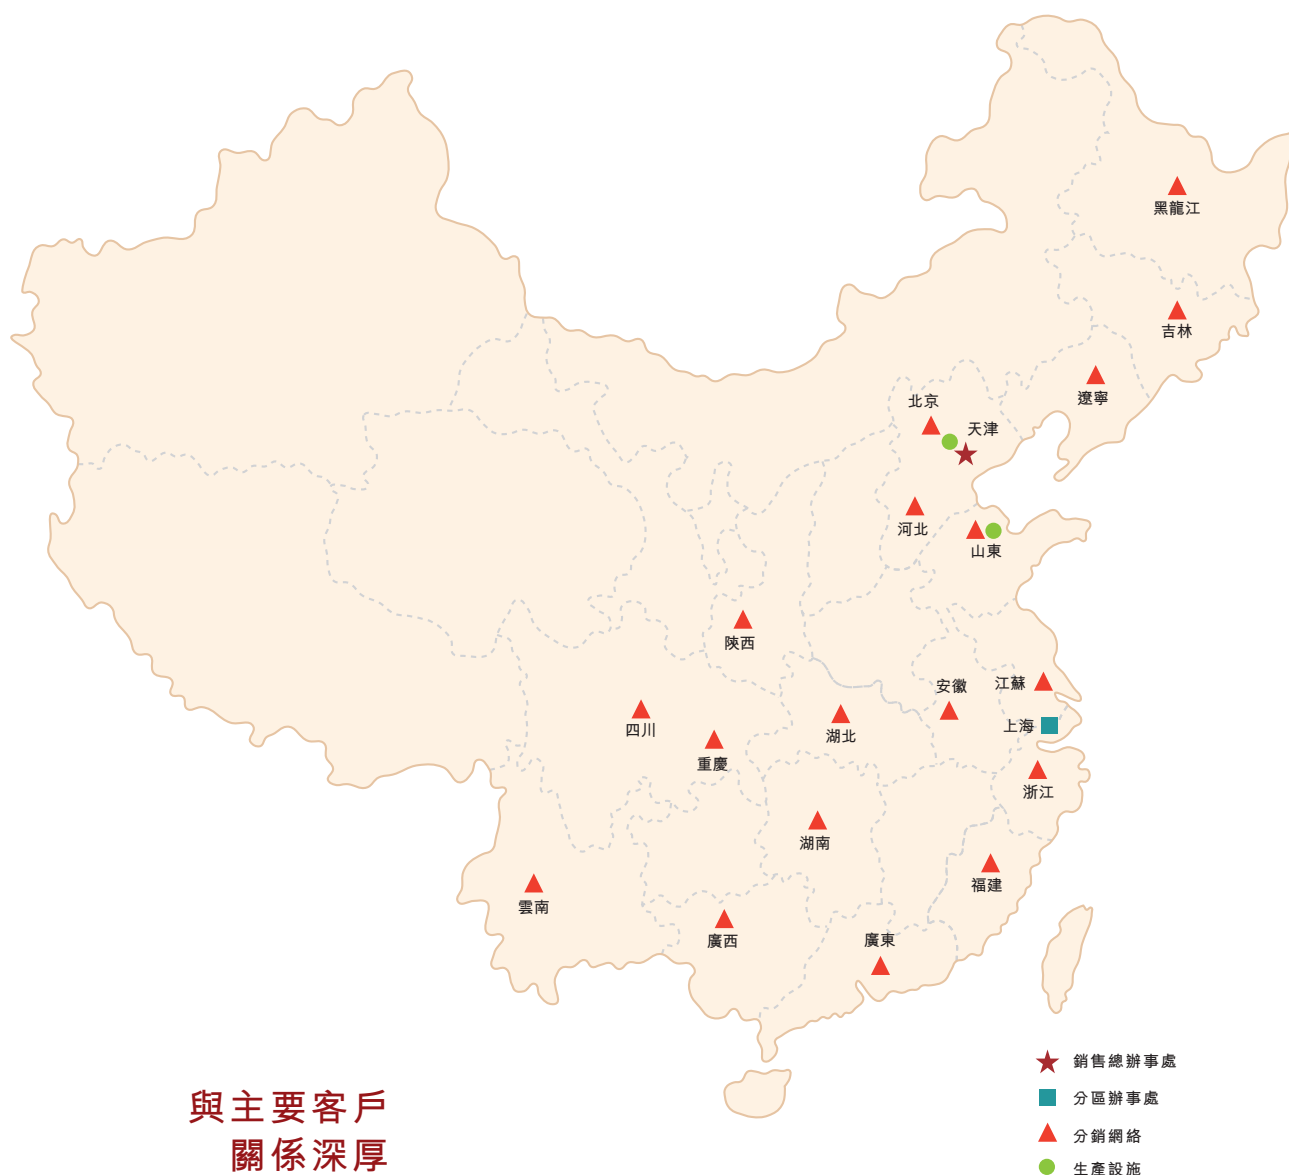 黑龍江
吉林
遼寧
北京
天津
河北
山東
陝西
安徽
江蘇
四川
湖北
上海
重慶
浙江
湖南
福建
雲南
廣西
廣東
銷售總辦事處
分區辦事處
分銷網絡
生產設施
與主要客戶
關係深厚